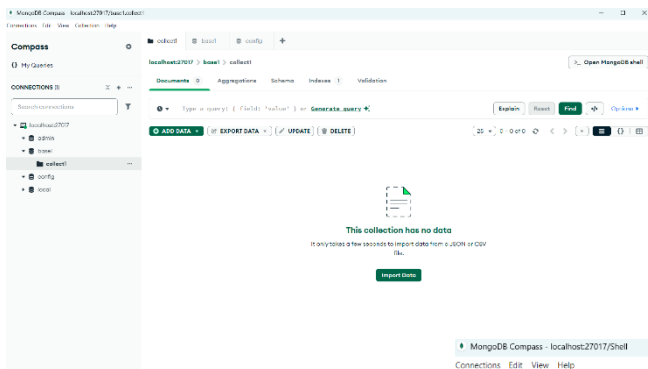 MongoDB Compass - localhost:27017/base1.collect1
Connections Edit View Collection Help
Compass
My Queries
CONNECTIONS (1)
Search connections
localhost:27017
admin
base1
collect1
config
local
collect1 base1 config +
localhost:27017 > base1 > collect1
>_ Open MongoDB shell
Documents 0 Aggregations Schema Indexes 1 Validation
Type a query: { field: 'value' } or Generate query
Explain Reset Find </> Options
ADD DATA EXPORT DATA UPDATE DELETE
25 0 - 0 of 0
This collection has no data
It only takes a few seconds to import data from a JSON or CSV
file.
Import Data
MongoDB Compass - localhost:27017/Shell
Connections Edit View Help